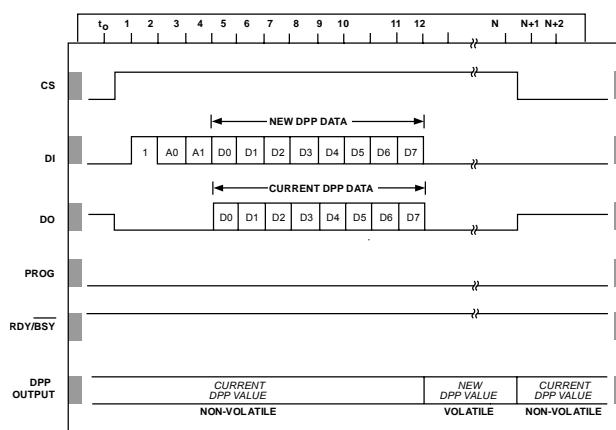 to 1 2 3 4 5 6 7 8 9 10 11 12 N N+1 N+2
CS
NEW DPP DATA
DI 1 A0 A1 D0 D1 D2 D3 D4 D5 D6 D7
CURRENT DPP DATA
DO D0 D1 D2 D3 D4 D5 D6 D7
PROG
RDY/BSY
DPP
OUTPUT
CURRENT
DPP VALUE
NON-VOLATILE
NEW
DPP VALUE
VOLATILE
CURRENT
DPP VALUE
NON-VOLATILE